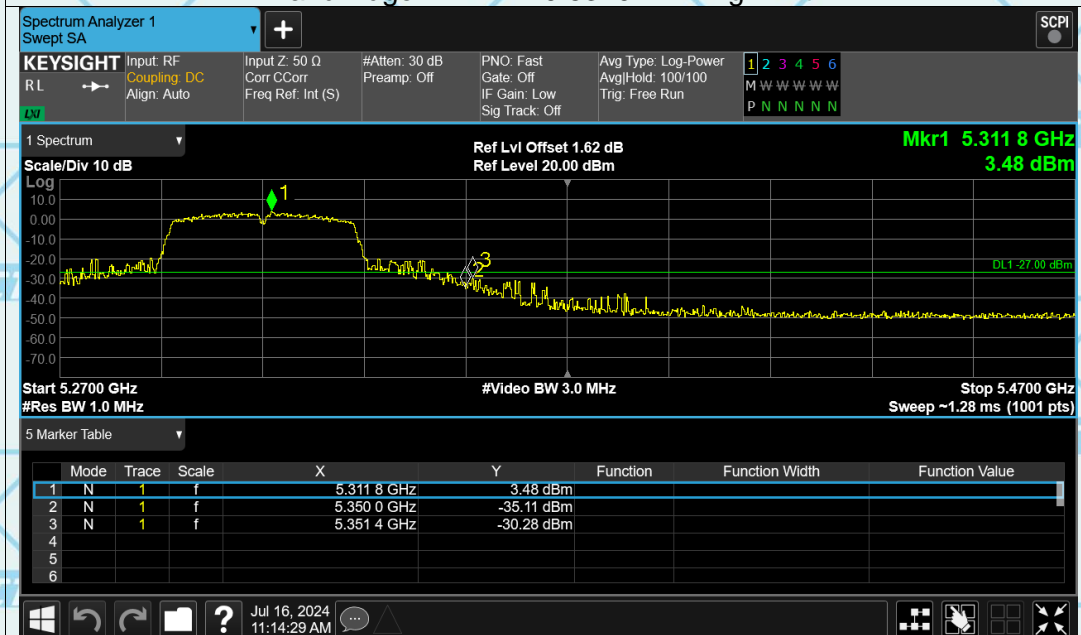 Spectrum Analyzer 1
Swept SA
+
SCPI
KEYSIGHT Input: RF Input Z: 50 Ω #Atten: 30 dB PNO: Fast Avg Type: Log-Power 1 2 3 4 5 6
R L Coupling: DC Corr CCorr Preamp: Off Gate: Off Avg|Hold: 100/100 M W W W W W
Align: Auto Freq Ref: Int (S) IF Gain: Low Trig: Free Run
LXI Sig Track: Off P N N N N N
1 Spectrum Ref Lvl Offset 1.62 dB Mkr1 5.311 8 GHz
Scale/Div 10 dB Ref Level 20.00 dBm 3.48 dBm
Log
10.0
0.00
-10.0
-20.0
-30.0
-40.0
-50.0
-60.0
-70.0
1
3
2
DL1 -27.00 dBm
Start 5.2700 GHz #Video BW 3.0 MHz Stop 5.4700 GHz
#Res BW 1.0 MHz Sweep ~1.28 ms (1001 pts)
5 Marker Table
Mode Trace Scale X Y Function Function Width Function Value
1 N 1 f 5.311 8 GHz 3.48 dBm
2 N 1 f 5.350 0 GHz -35.11 dBm
3 N 1 f 5.351 4 GHz -30.28 dBm
4
5
6
?
Jul 16, 2024
11:14:29 AM